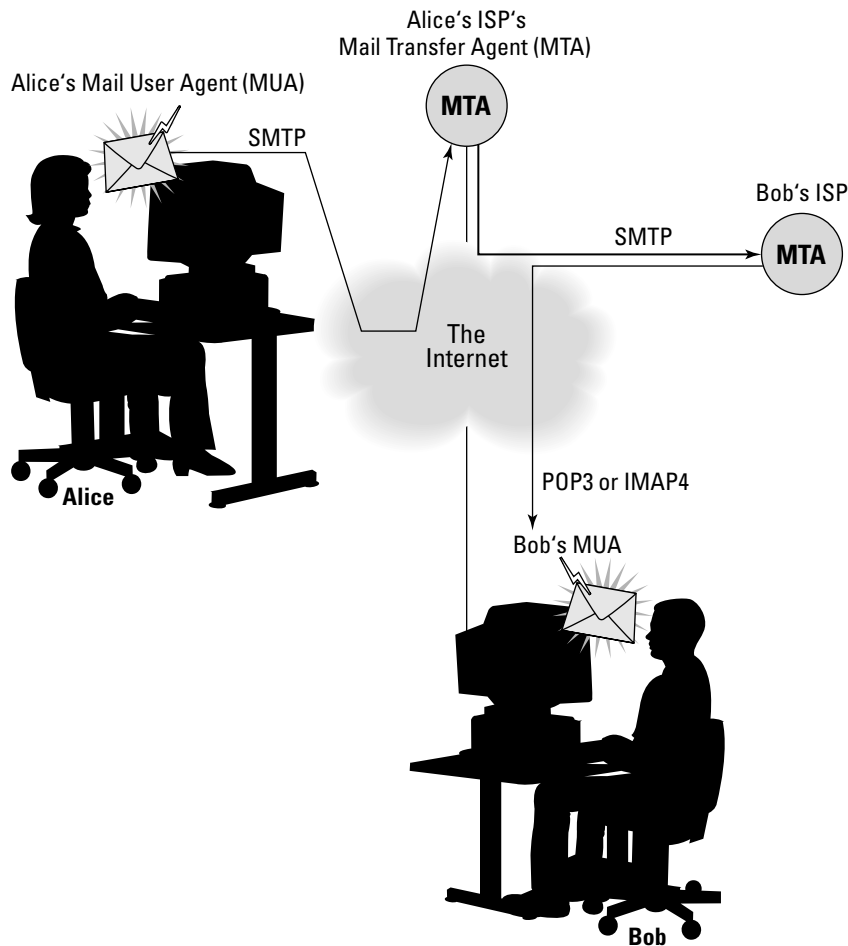 Alice's ISP's
Mail Transfer Agent (MTA)
Alice‘s Mail User Agent (MUA)
MTA
SMTP
Bob‘s ISP
SMTP
MTA
The
Internet
POP3 or IMAP4
Alice
Bob‘s MUA
Bob